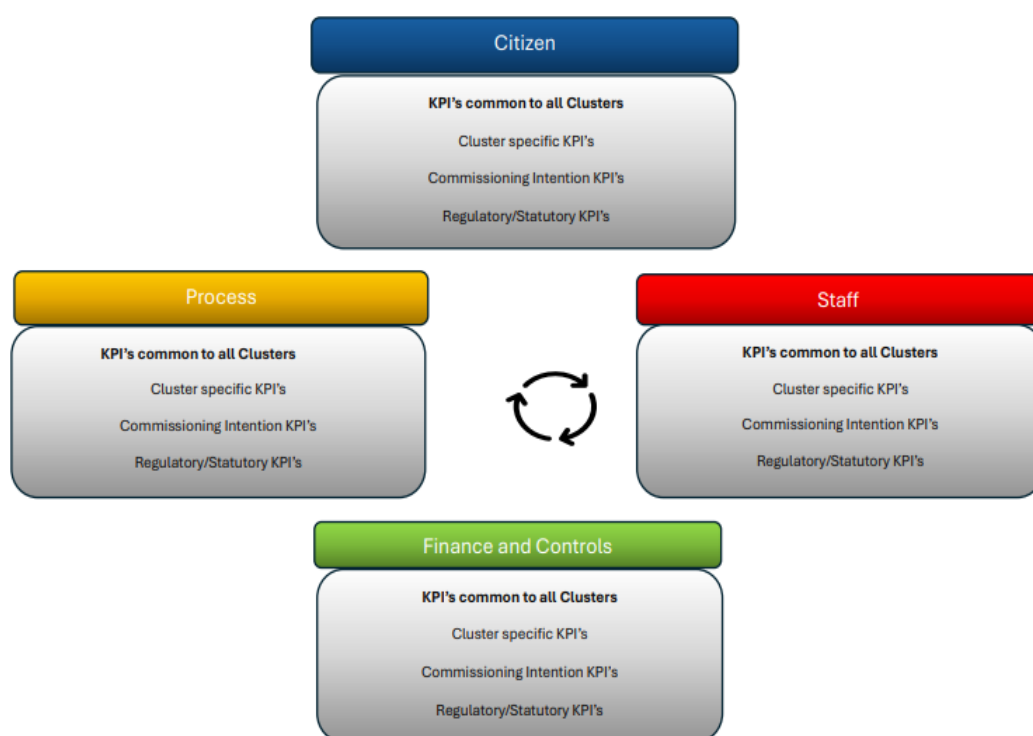 Citizen
KPI’s common to all Clusters
Cluster specific KPI’s
Commissioning Intention KPI’s
Regulatory/Statutory KPI’s
Process
KPI’s common to all Clusters
Cluster specific KPI’s
Commissioning Intention KPI’s
Regulatory/Statutory KPI’s
Staff
KPI’s common to all Clusters
Cluster specific KPI’s
Commissioning Intention KPI’s
Regulatory/Statutory KPI’s
Finance and Controls
KPI’s common to all Clusters
Cluster specific KPI’s
Commissioning Intention KPI’s
Regulatory/Statutory KPI’s